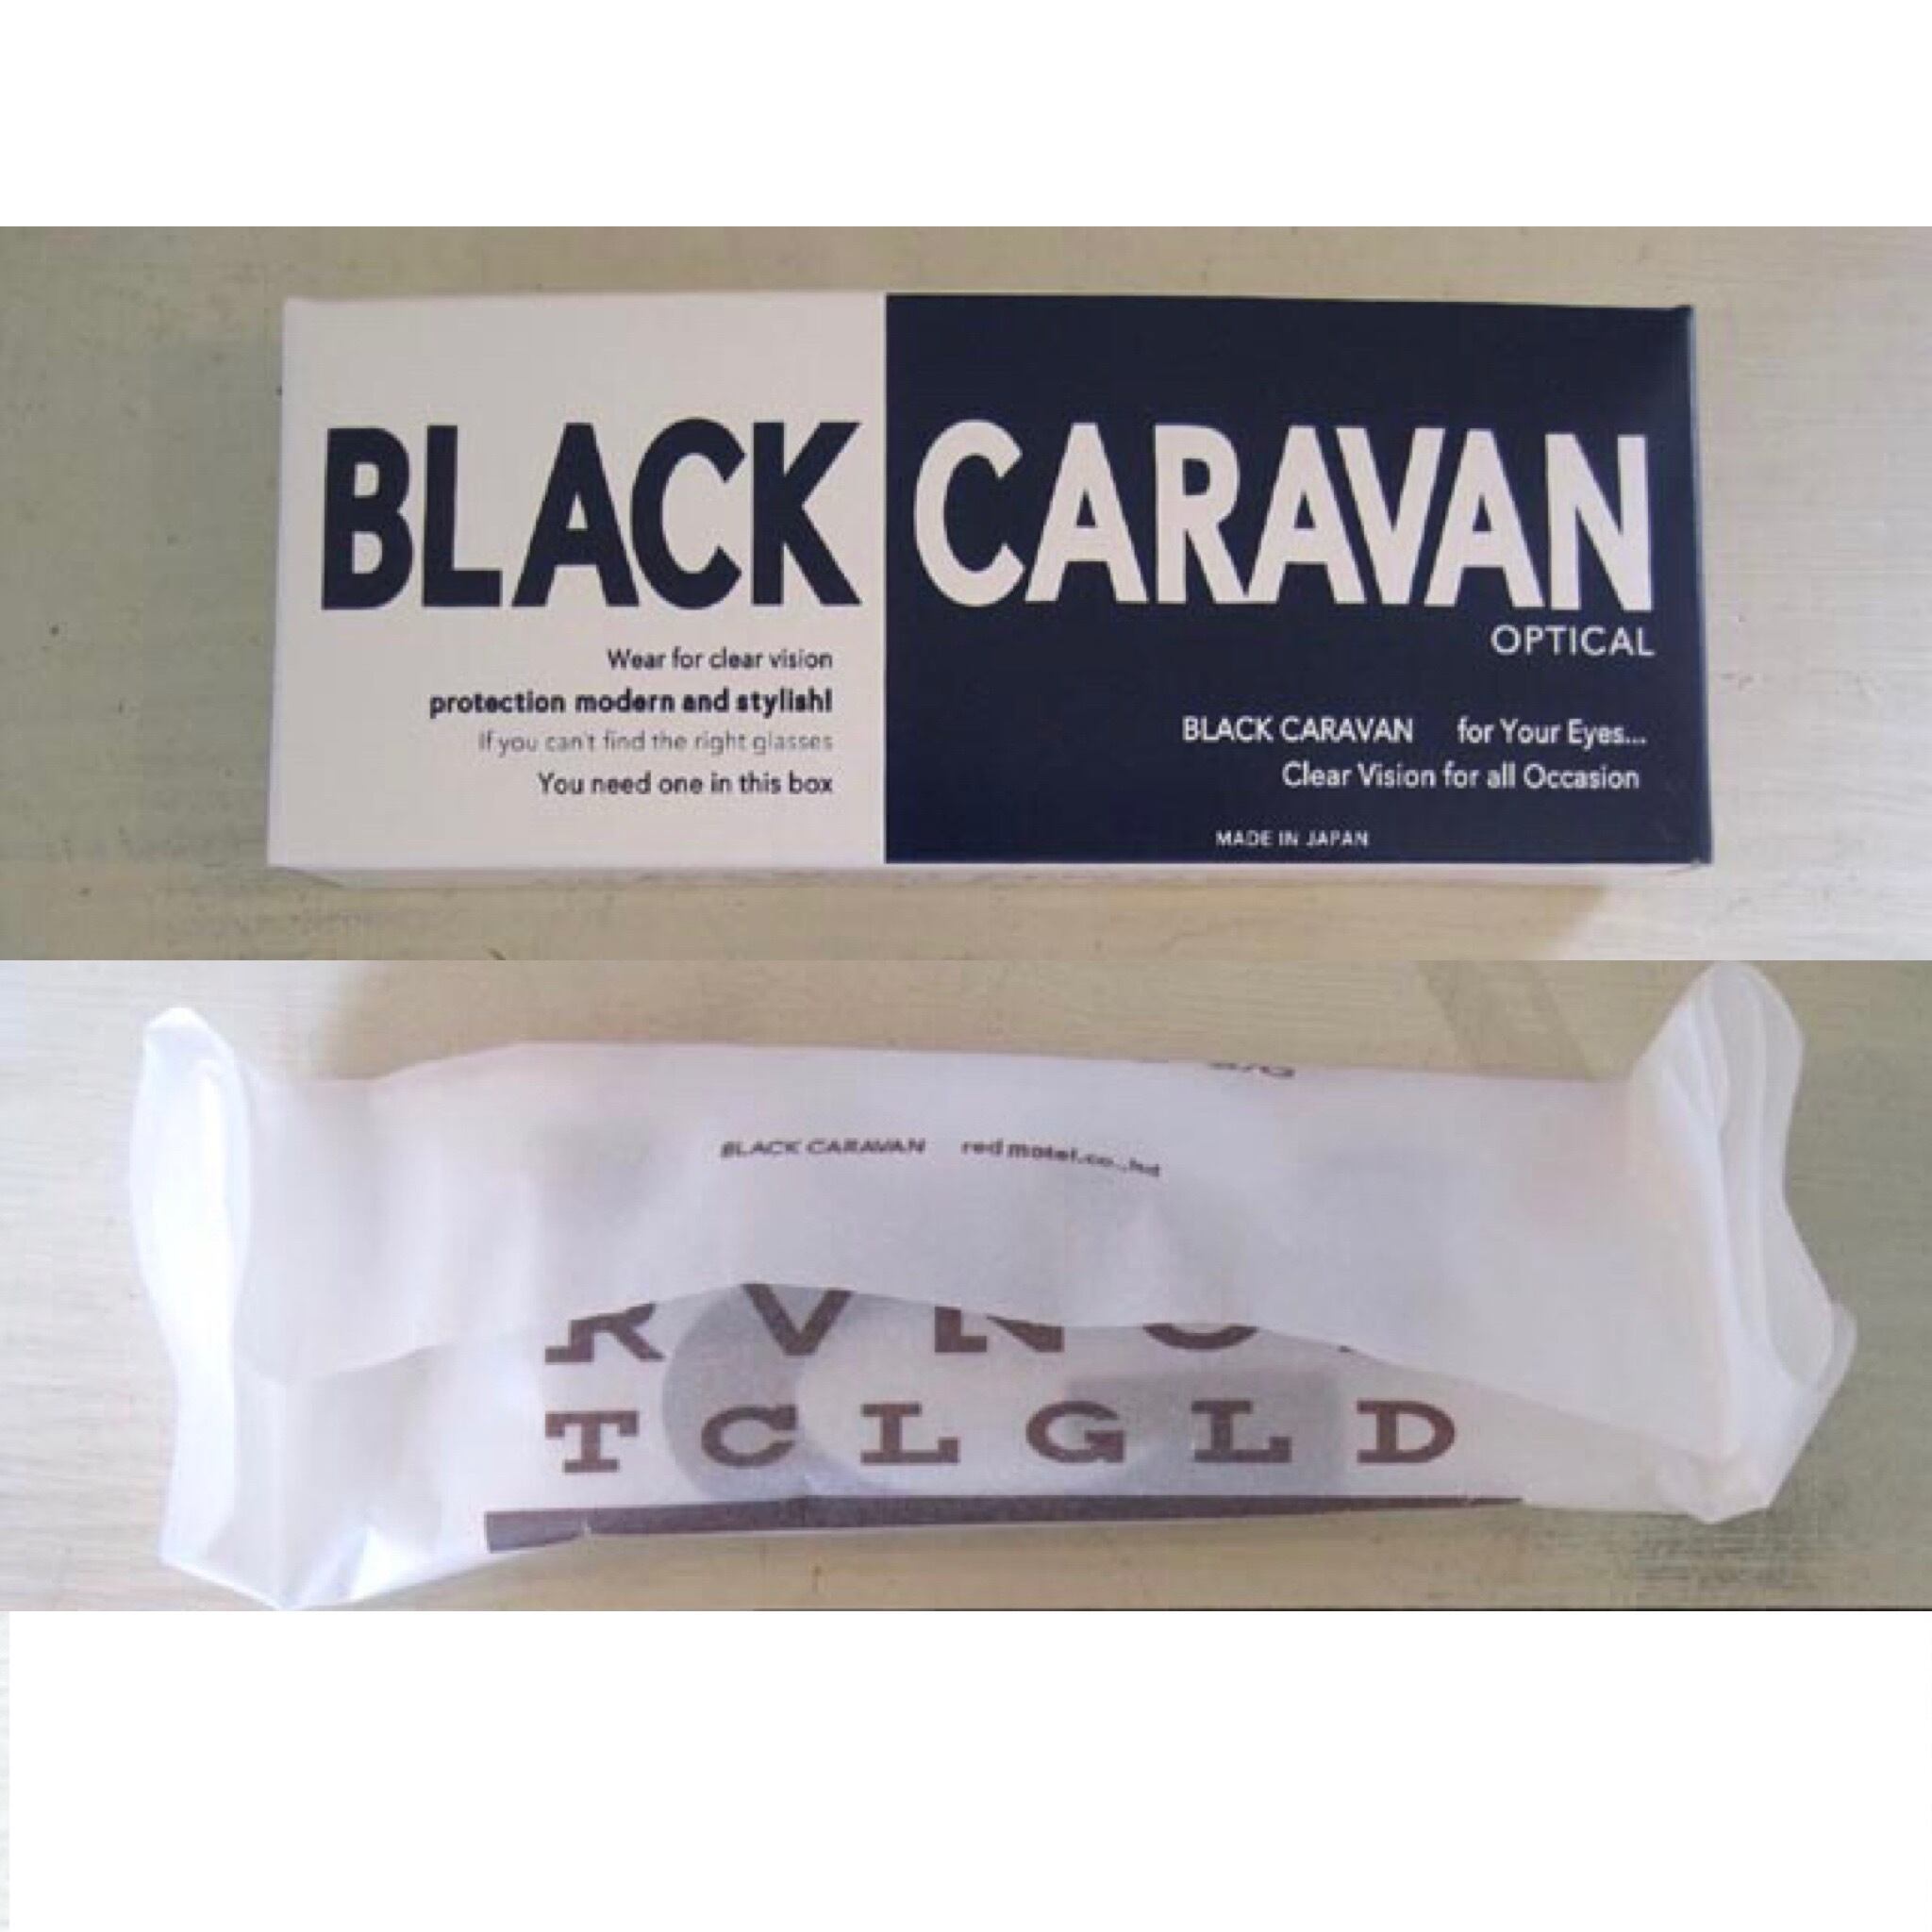 BLACK CARAVAN
OPTICAL
Wear for clear vision
protection modern and stylish!
If you can't find the right glasses
You need one in this box
BLACK CARAVAN for Your Eyes...
Clear Vision for all Occasion
MADE IN JAPAN
BLACK CARAVAN red motel.co.,ltd
R V N
T C L G L D